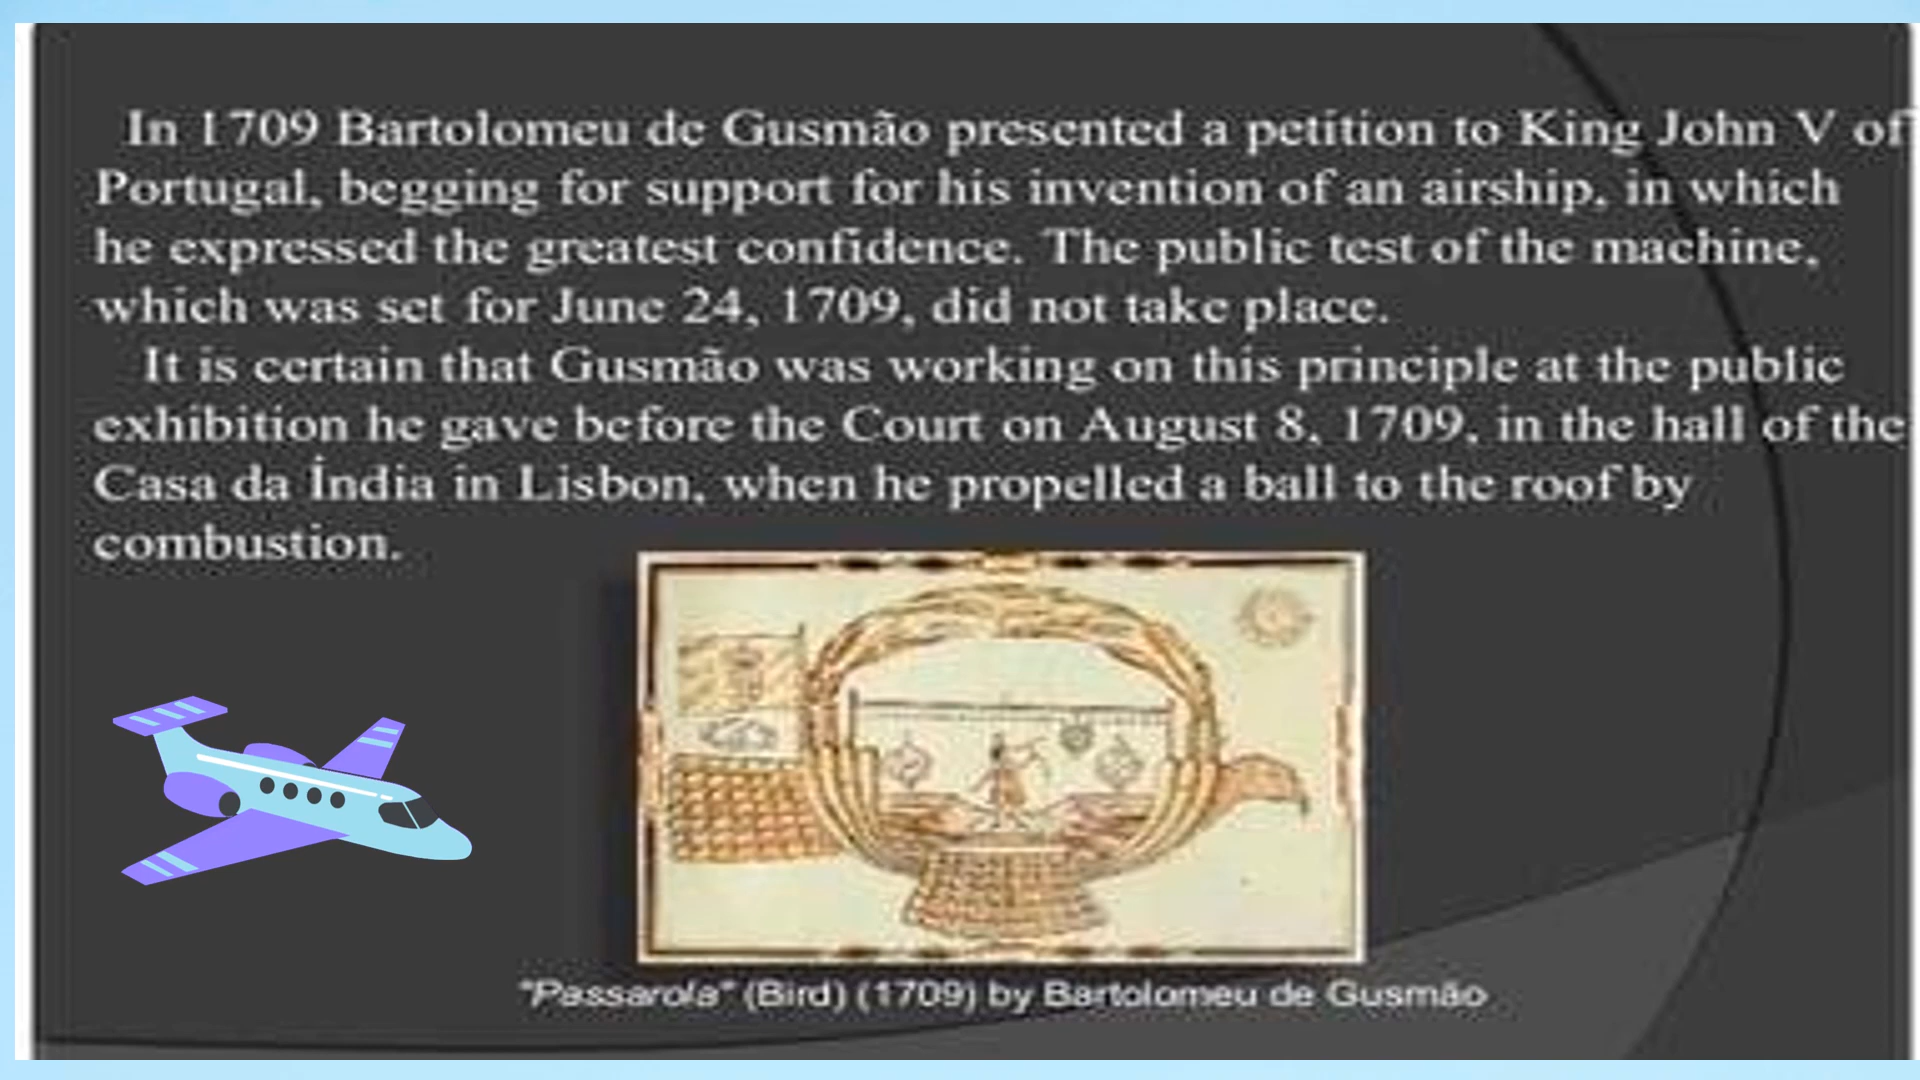 In 1709 Bartolomeu de Gusmão presented a petition to King John V of
Portugal, begging for support for his invention of an airship, in which
he expressed the greatest confidence. The public test of the machine,
which was set for June 24, 1709, did not take place.
It is certain that Gusmão was working on this principle at the public
exhibition he gave before the Court on August 8, 1709, in the hall of the
Casa da Índia in Lisbon, when he propelled a ball to the roof by
combustion.
"Passarola" (Bird) (1709) by Bartolomeu de Gusmão